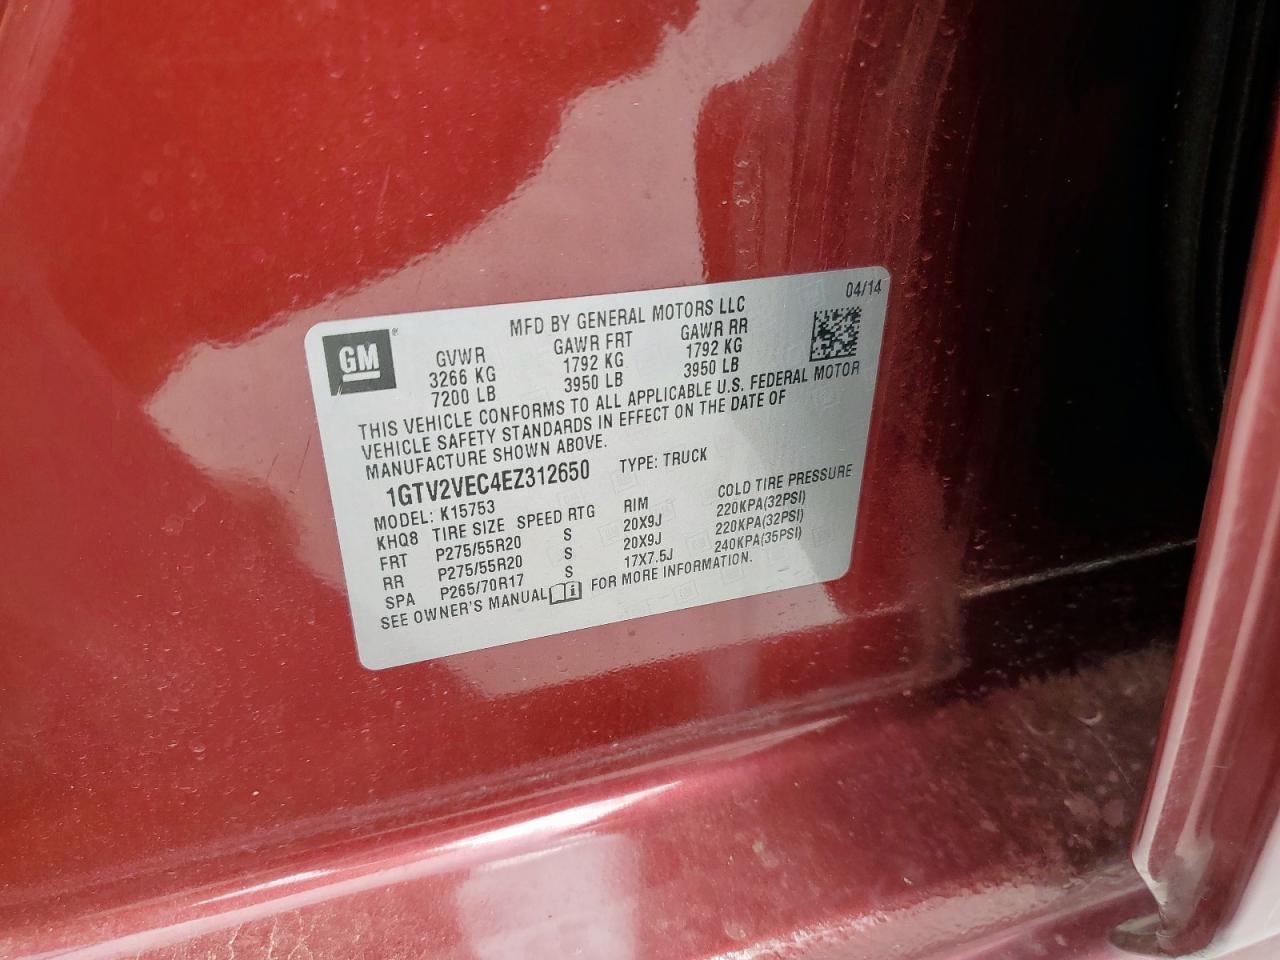 04/14
GM®
MFD BY GENERAL MOTORS LLC
GVWR GAWR FRT GAWR RR
3266 KG 1792 KG 1792 KG
7200 LB 3950 LB 3950 LB
THIS VEHICLE CONFORMS TO ALL APPLICABLE U.S. FEDERAL MOTOR
VEHICLE SAFETY STANDARDS IN EFFECT ON THE DATE OF
MANUFACTURE SHOWN ABOVE.
1GTV2VEC4EZ312650 TYPE: TRUCK
MODEL: K15753
KHQ8 TIRE SIZE SPEED RTG RIM COLD TIRE PRESSURE
FRT P275/55R20 S 20X9J 220KPA(32PSI)
RR P275/55R20 S 20X9J 220KPA(32PSI)
SPA P265/70R17 S 17X7.5J 240KPA(35PSI)
SEE OWNER'S MANUAL FOR MORE INFORMATION.